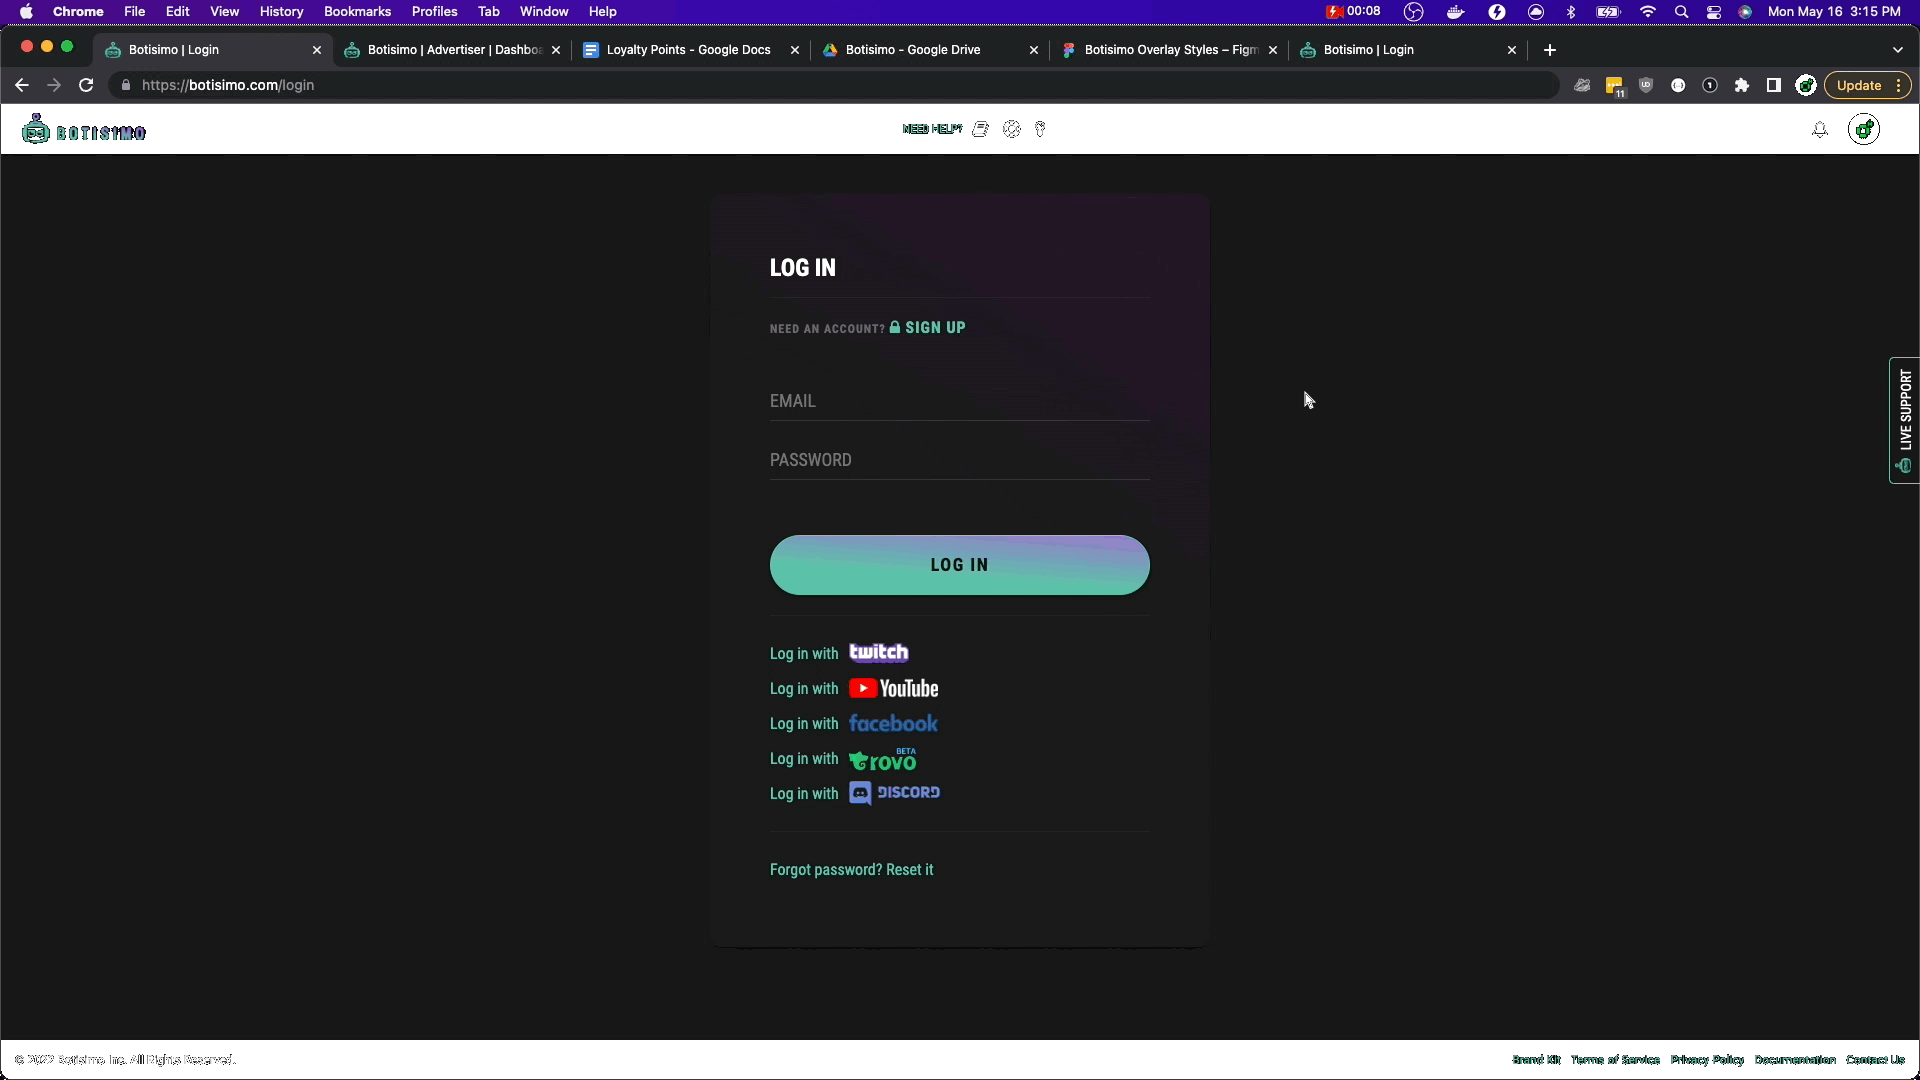 Chrome File Edit View History Bookmarks Profiles Tab Window Help 00:08 Mon May 16 3:15 PM
Botisimo | Login Botisimo | Advertiser | Dashboa Loyalty Points - Google Docs Botisimo - Google Drive Botisimo Overlay Styles – Figm Botisimo | Login
https://botisimo.com/login 11 Update
BOTISIMO NEED HELP?
LOG IN
NEED AN ACCOUNT? SIGN UP
EMAIL
PASSWORD
LOG IN
Log in with twitch
Log in with YouTube
Log in with facebook
Log in with Trovo BETA
Log in with DISCORD
Forgot password? Reset it
LIVE SUPPORT
© 2022 Botisimo Inc. All Rights Reserved. Brand Kit Terms of Service Privacy Policy Documentation Contact Us